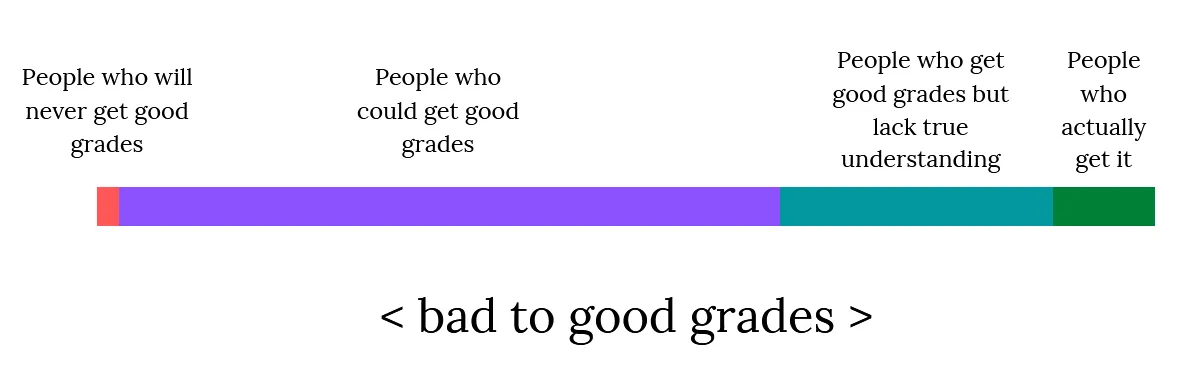 People who will
never get good
grades
People who
could get good
grades
People who get
good grades but
lack true
understanding
People
who
actually
get it
< bad to good grades >